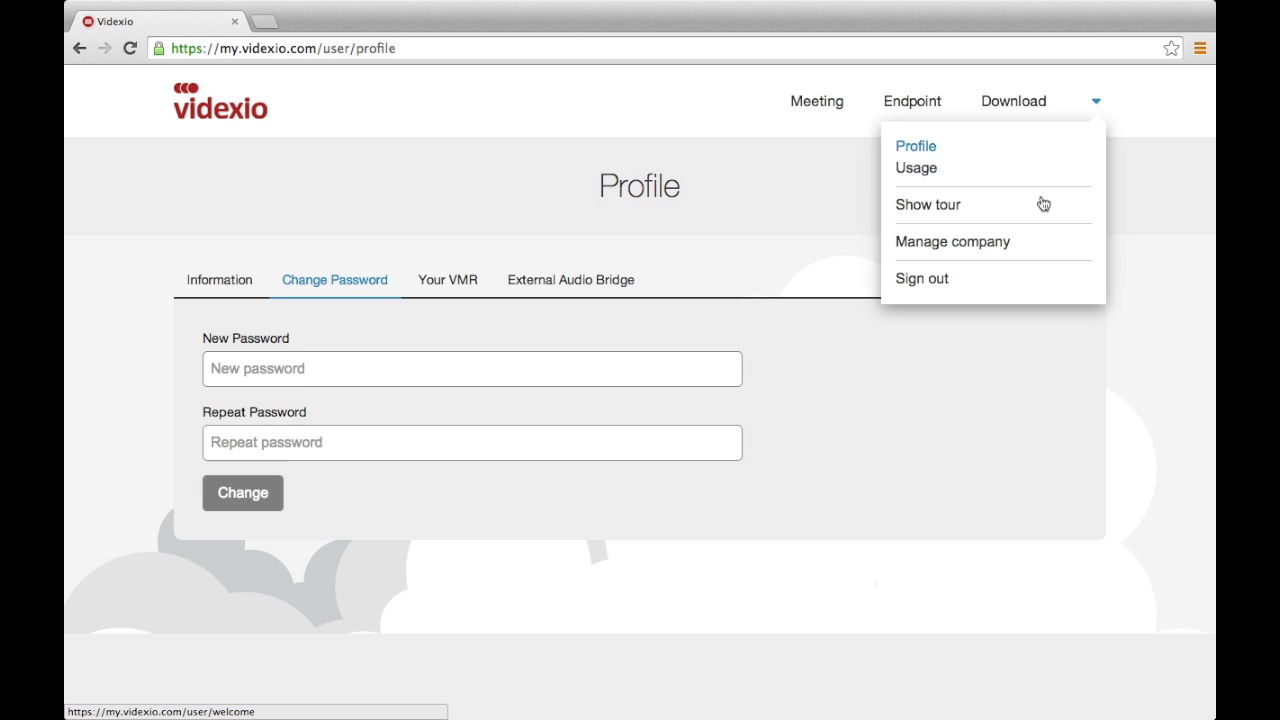 Videxio
https://my.videxio.com/user/profile
videxio
Meeting Endpoint Download
Profile
Usage
Show tour
Manage company
Sign out
Profile
Information Change Password Your VMR External Audio Bridge
New Password
New password
Repeat Password
Repeat password
Change
https://my.videxio.com/user/welcome